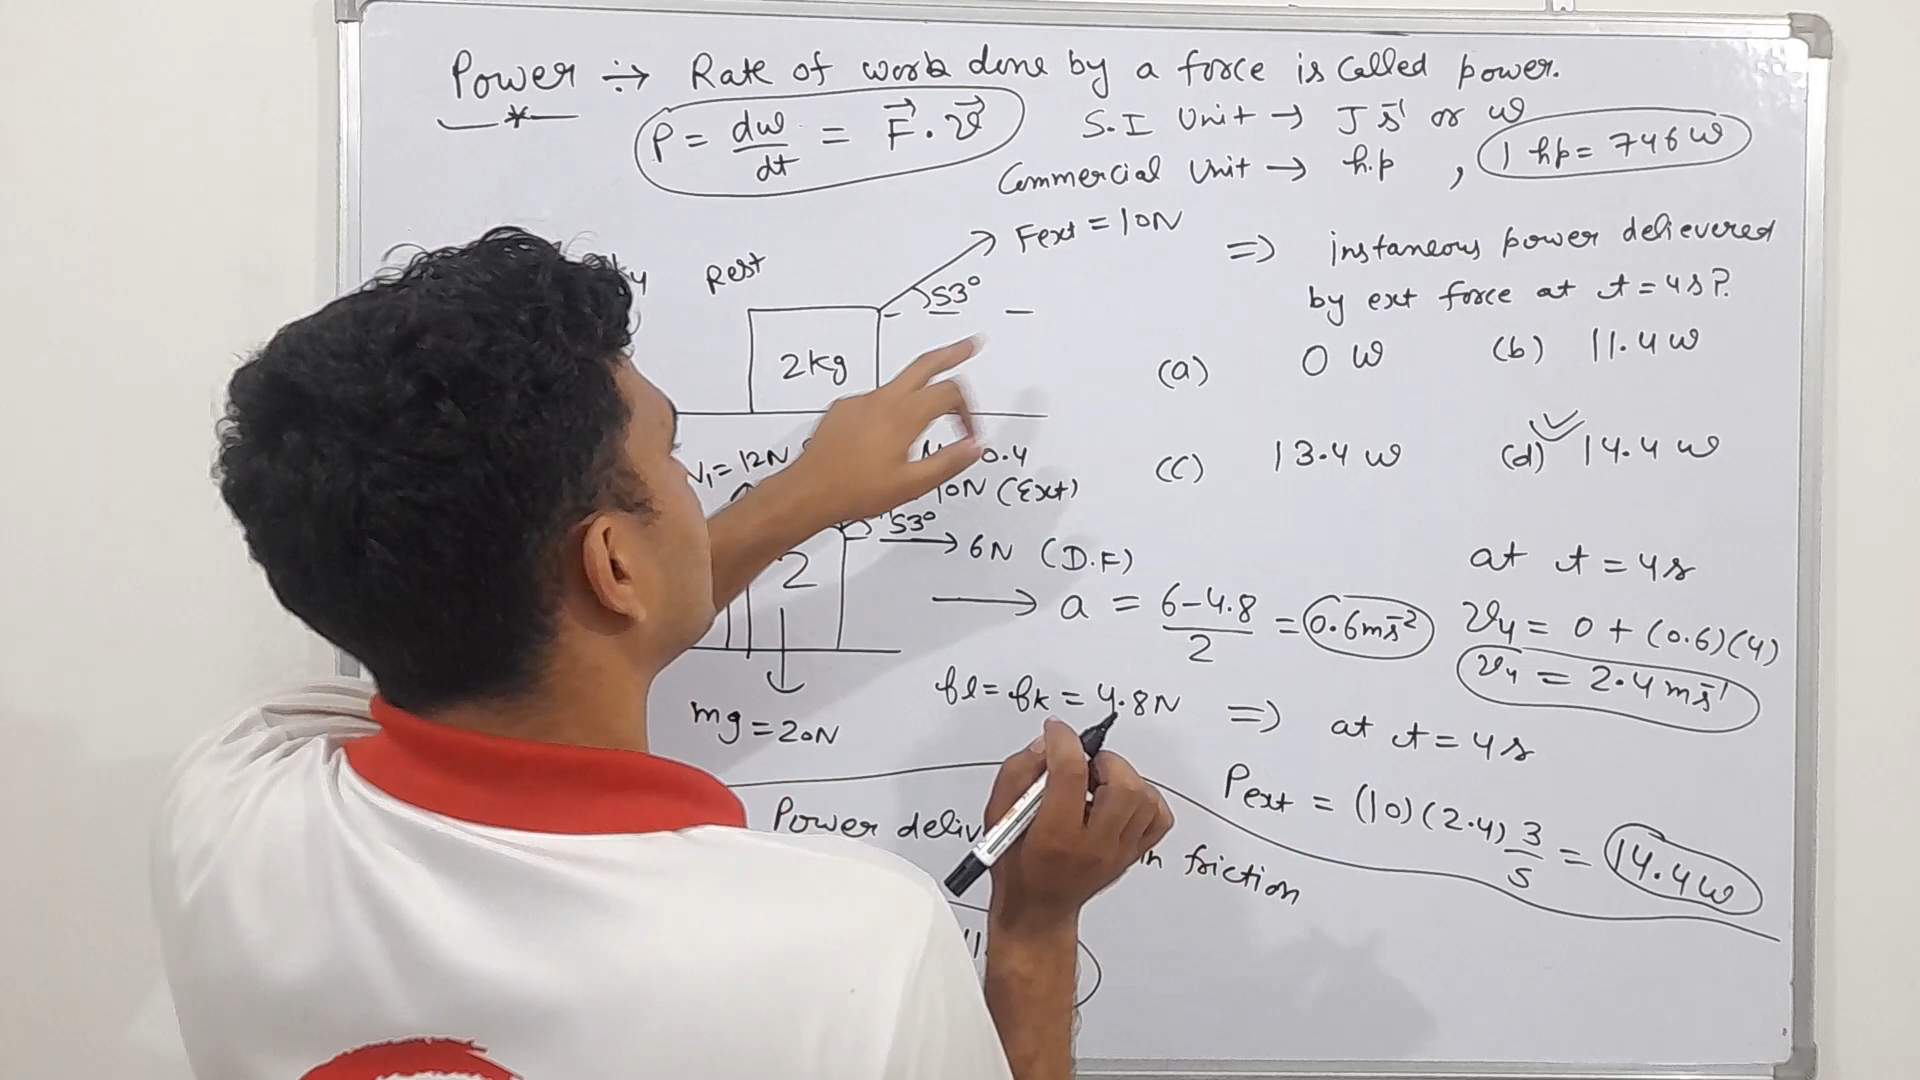 Power ÷→ Rate of work done by a force is Called power.
P = dw/dt = F⃗ . v⃗
S.I Unit → J s⁻¹ or w
Commercial Unit → h.p , 1 hp = 746 w
Rest
Fext = 10N
53°
2kg
⇒ instaneous power delievered
by ext force at t = 4s?
(a) 0 w (b) 11.4 w
(c) 13.4 w (d) 14.4 w
= 12N
0.4
10N (Ext)
53°
6N (D.F)
2
mg = 20N
→ a = 6-4.8/2 = 0.6ms⁻²
fl = fk = 4.8N
at t = 4s
v₄ = 0 + (0.6)(4)
v₄ = 2.4ms⁻¹
⇒ at t = 4s
Pext = (10)(2.4) 3/5 = 14.4w
Power
friction